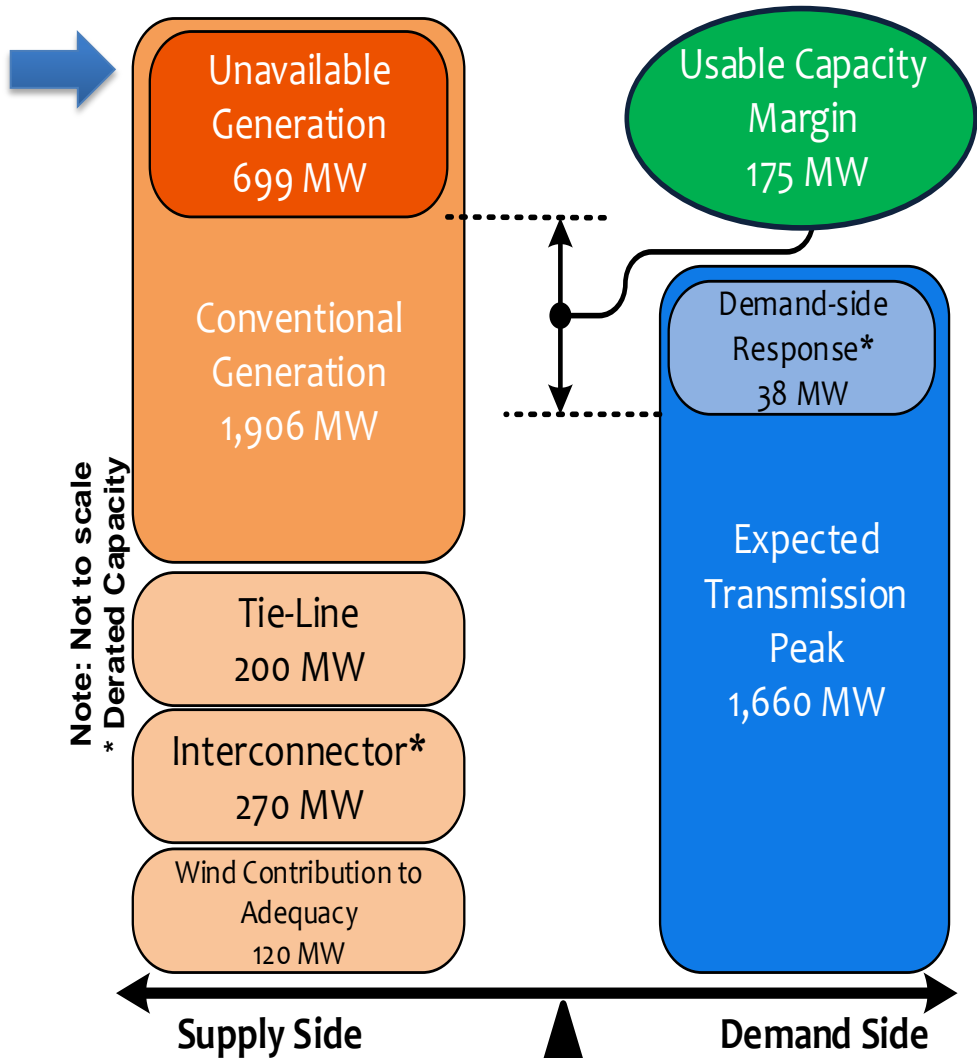 Unavailable
Generation
699 MW
Conventional
Generation
1,906 MW
Tie-Line
200 MW
Interconnector*
270 MW
Wind Contribution to
Adequacy
120 MW
Note: Not to scale
* Derated Capacity
Usable Capacity
Margin
175 MW
Demand-side
Response*
38 MW
Expected
Transmission
Peak
1,660 MW
Supply Side
Demand Side